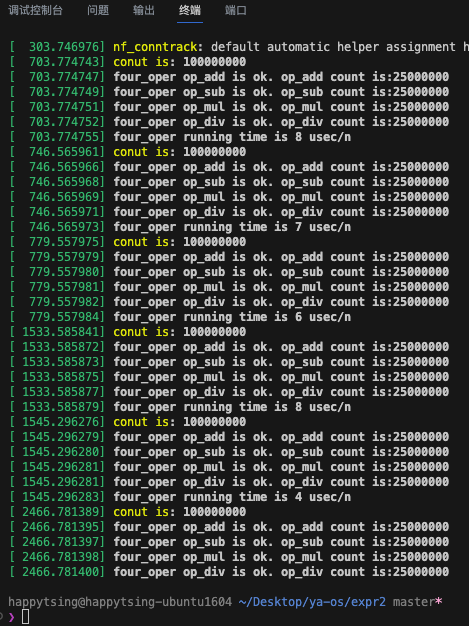 调试控制台 问题 输出 终端 端口
[  303.746976] nf_conntrack: default automatic helper assignment h
[  703.774743] conut is: 100000000
[  703.774747] four_oper op_add is ok. op_add count is:25000000
[  703.774749] four_oper op_sub is ok. op_sub count is:25000000
[  703.774751] four_oper op_mul is ok. op_mul count is:25000000
[  703.774752] four_oper op_div is ok. op_div count is:25000000
[  703.774755] four_oper running time is 8 usec/n
[  746.565961] conut is: 100000000
[  746.565966] four_oper op_add is ok. op_add count is:25000000
[  746.565968] four_oper op_sub is ok. op_sub count is:25000000
[  746.565969] four_oper op_mul is ok. op_mul count is:25000000
[  746.565971] four_oper op_div is ok. op_div count is:25000000
[  746.565973] four_oper running time is 7 usec/n
[  779.557975] conut is: 100000000
[  779.557979] four_oper op_add is ok. op_add count is:25000000
[  779.557980] four_oper op_sub is ok. op_sub count is:25000000
[  779.557981] four_oper op_mul is ok. op_mul count is:25000000
[  779.557982] four_oper op_div is ok. op_div count is:25000000
[  779.557984] four_oper running time is 6 usec/n
[ 1533.585841] conut is: 100000000
[ 1533.585872] four_oper op_add is ok. op_add count is:25000000
[ 1533.585873] four_oper op_sub is ok. op_sub count is:25000000
[ 1533.585875] four_oper op_mul is ok. op_mul count is:25000000
[ 1533.585877] four_oper op_div is ok. op_div count is:25000000
[ 1533.585879] four_oper running time is 8 usec/n
[ 1545.296276] conut is: 100000000
[ 1545.296279] four_oper op_add is ok. op_add count is:25000000
[ 1545.296280] four_oper op_sub is ok. op_sub count is:25000000
[ 1545.296281] four_oper op_mul is ok. op_mul count is:25000000
[ 1545.296281] four_oper op_div is ok. op_div count is:25000000
[ 1545.296283] four_oper running time is 4 usec/n
[ 2466.781389] conut is: 100000000
[ 2466.781395] four_oper op_add is ok. op_add count is:25000000
[ 2466.781397] four_oper op_sub is ok. op_sub count is:25000000
[ 2466.781398] four_oper op_mul is ok. op_mul count is:25000000
[ 2466.781400] four_oper op_div is ok. op_div count is:25000000
happytsing@happytsing-ubuntu1604 ~/Desktop/ya-os/expr2 master*
❯